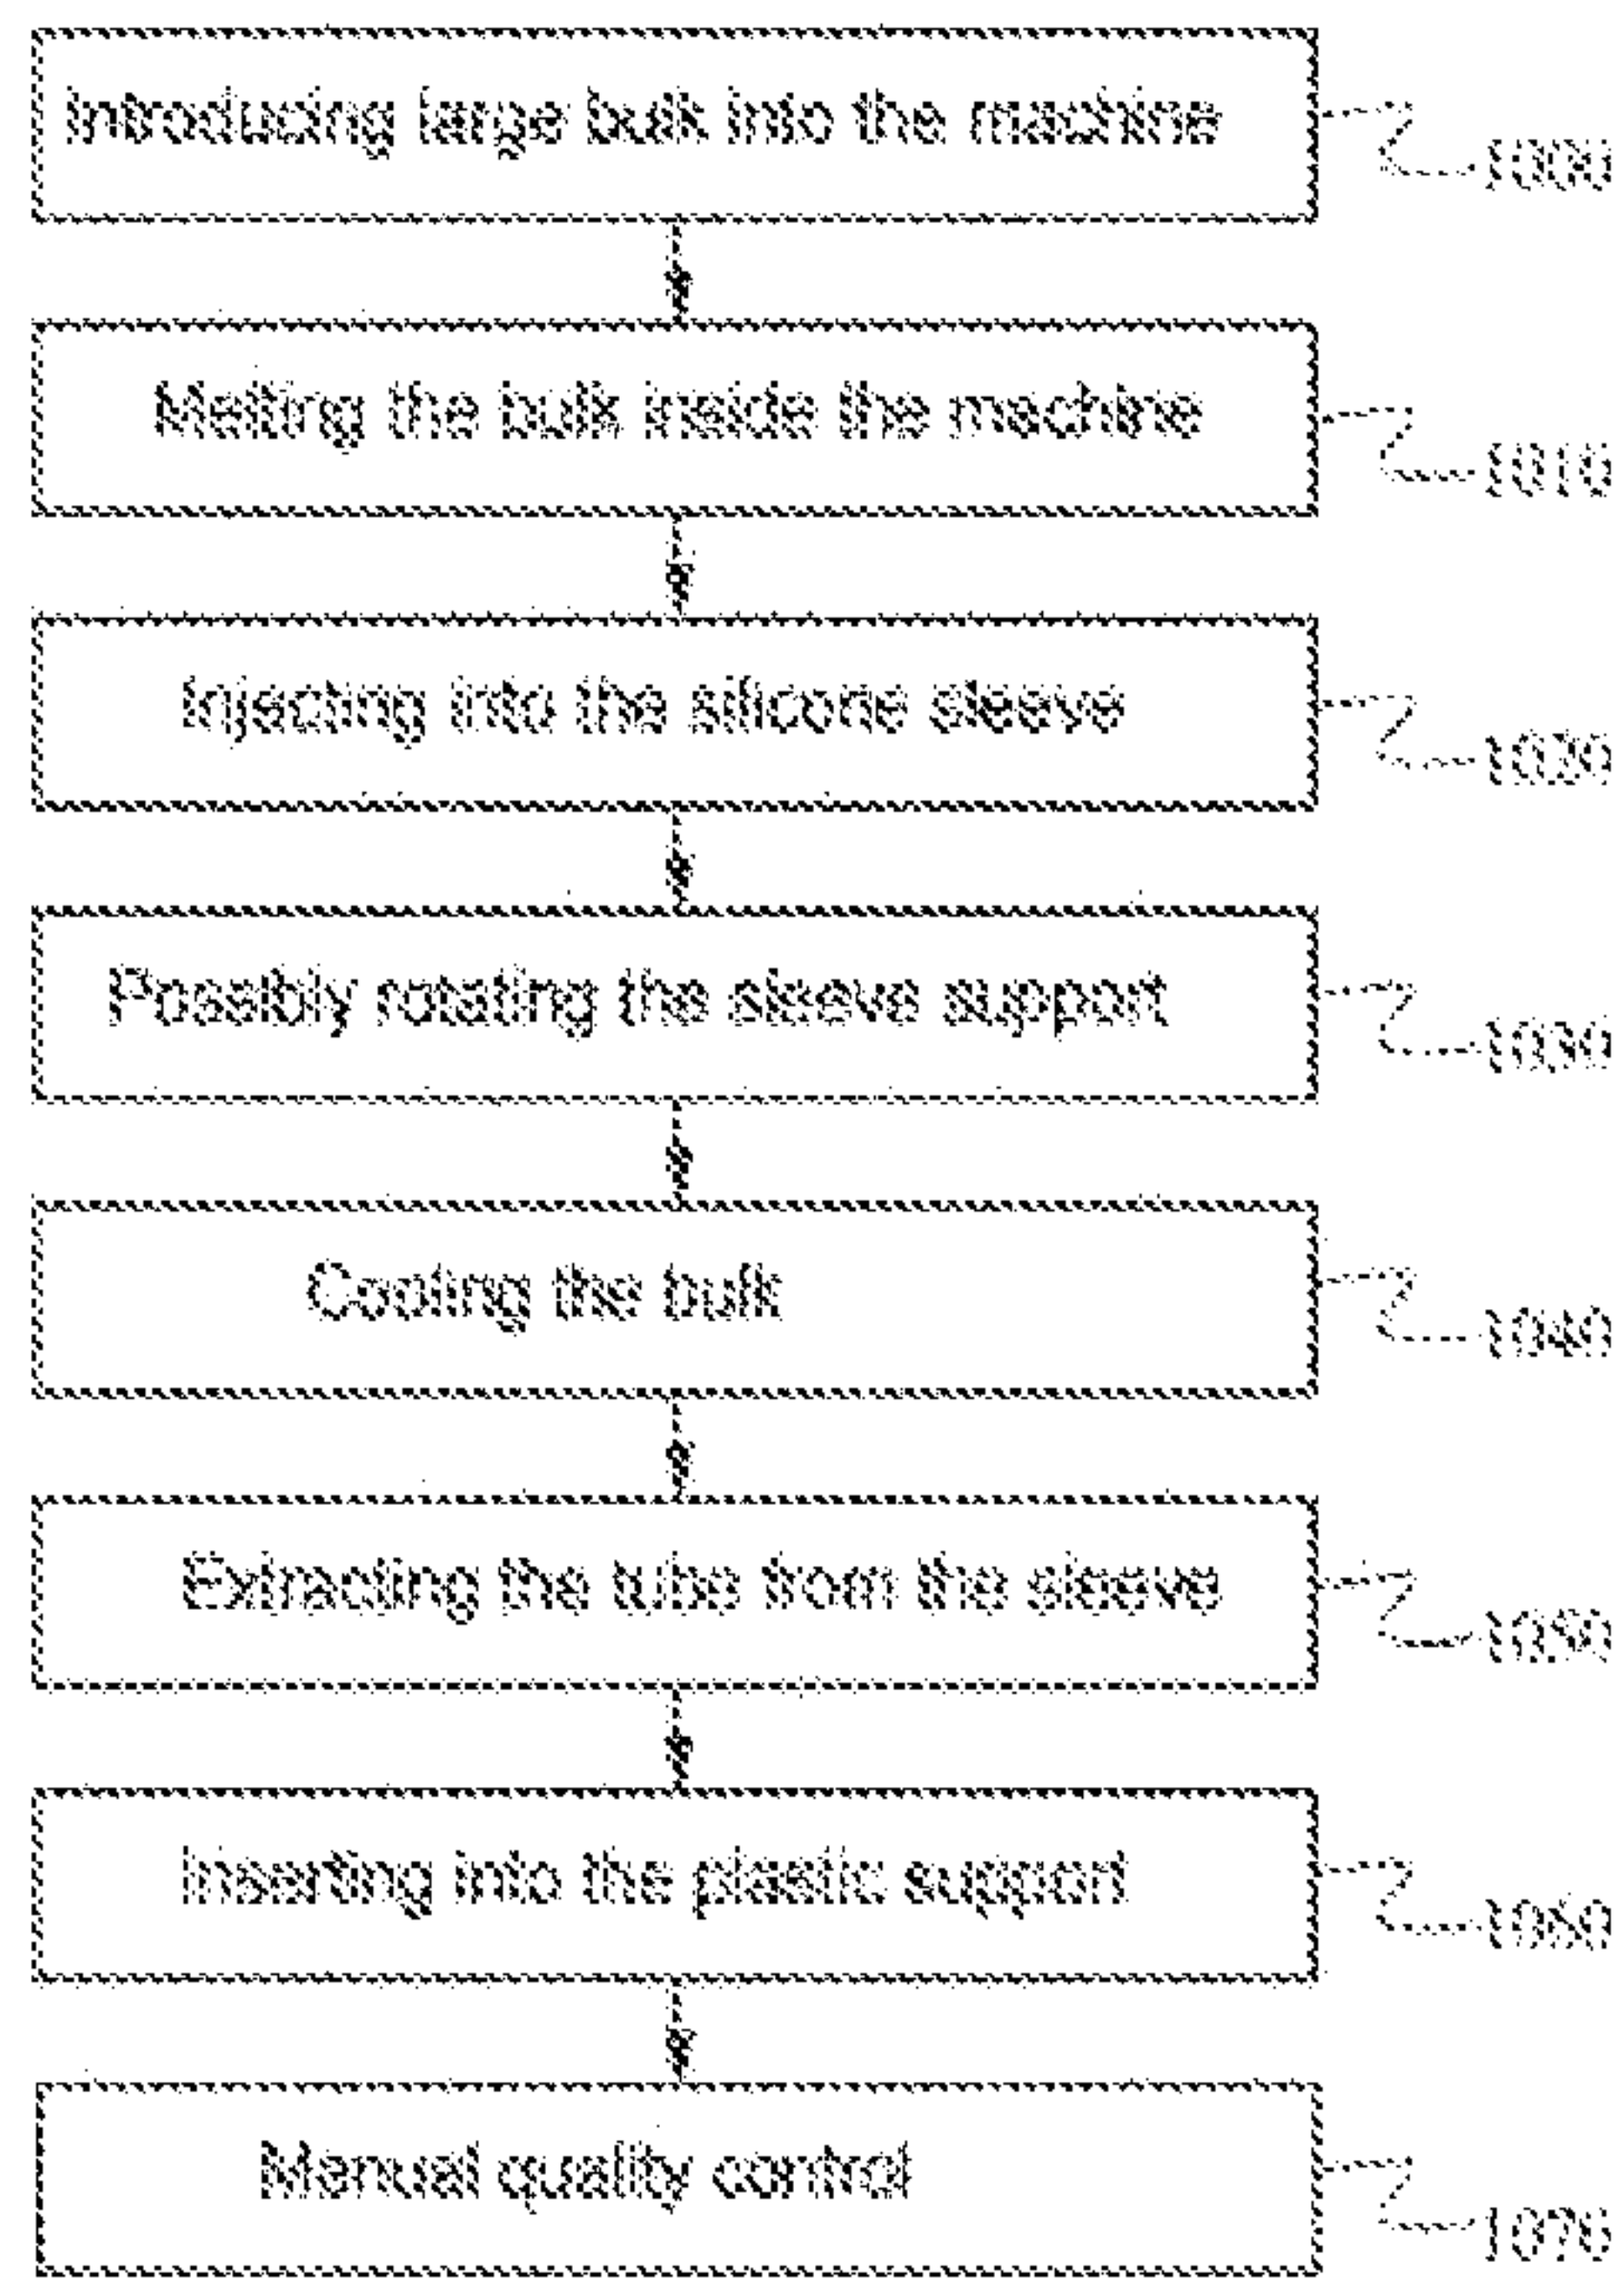 Introducing large bulk into the machine
1000
Melting the bulk inside the machine
1010
Injecting into the silicone sleeve
1020
Possibly rotating the sleeve support
1030
Cooling the bulk
1040
Extracting the tube from the sleeve
1050
Inserting into the plastic support
1060
Manual quality control
1070